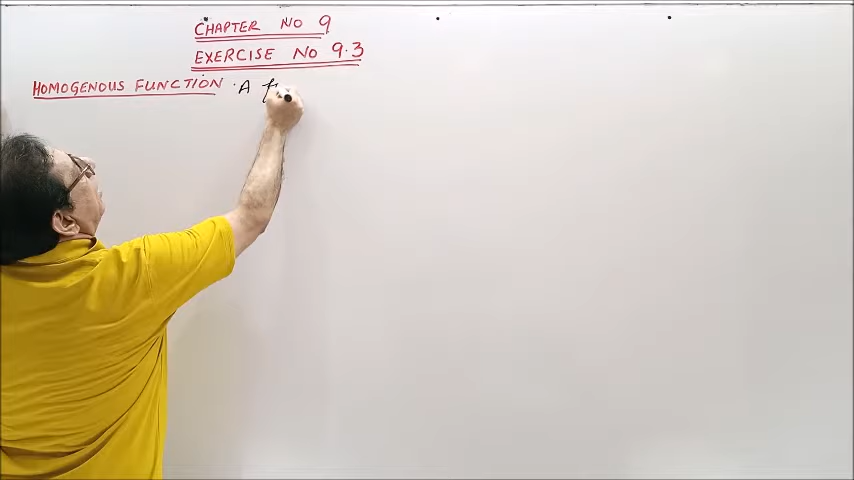 CHAPTER NO 9
EXERCISE NO 9.3
HOMOGENOUS FUNCTION . A